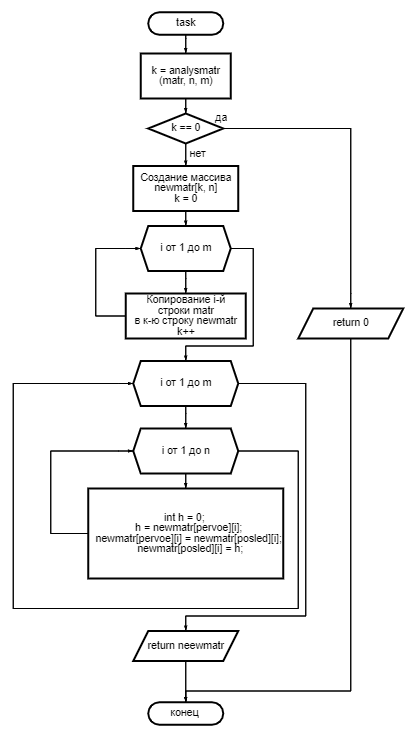 task
k = analysmatr
(matr, n, m)
k == 0
да
нет
Создание массива
newmatr[k, n]
k = 0
i от 1 до m
Копирование i-й
строки matr
в к-ю строку newmatr
k++
return 0
i от 1 до m
i от 1 до n
int h = 0;
h = newmatr[pervoe][i];
newmatr[pervoe][i] = newmatr[posled][i];
newmatr[posled][i] = h;
return neewmatr
конец